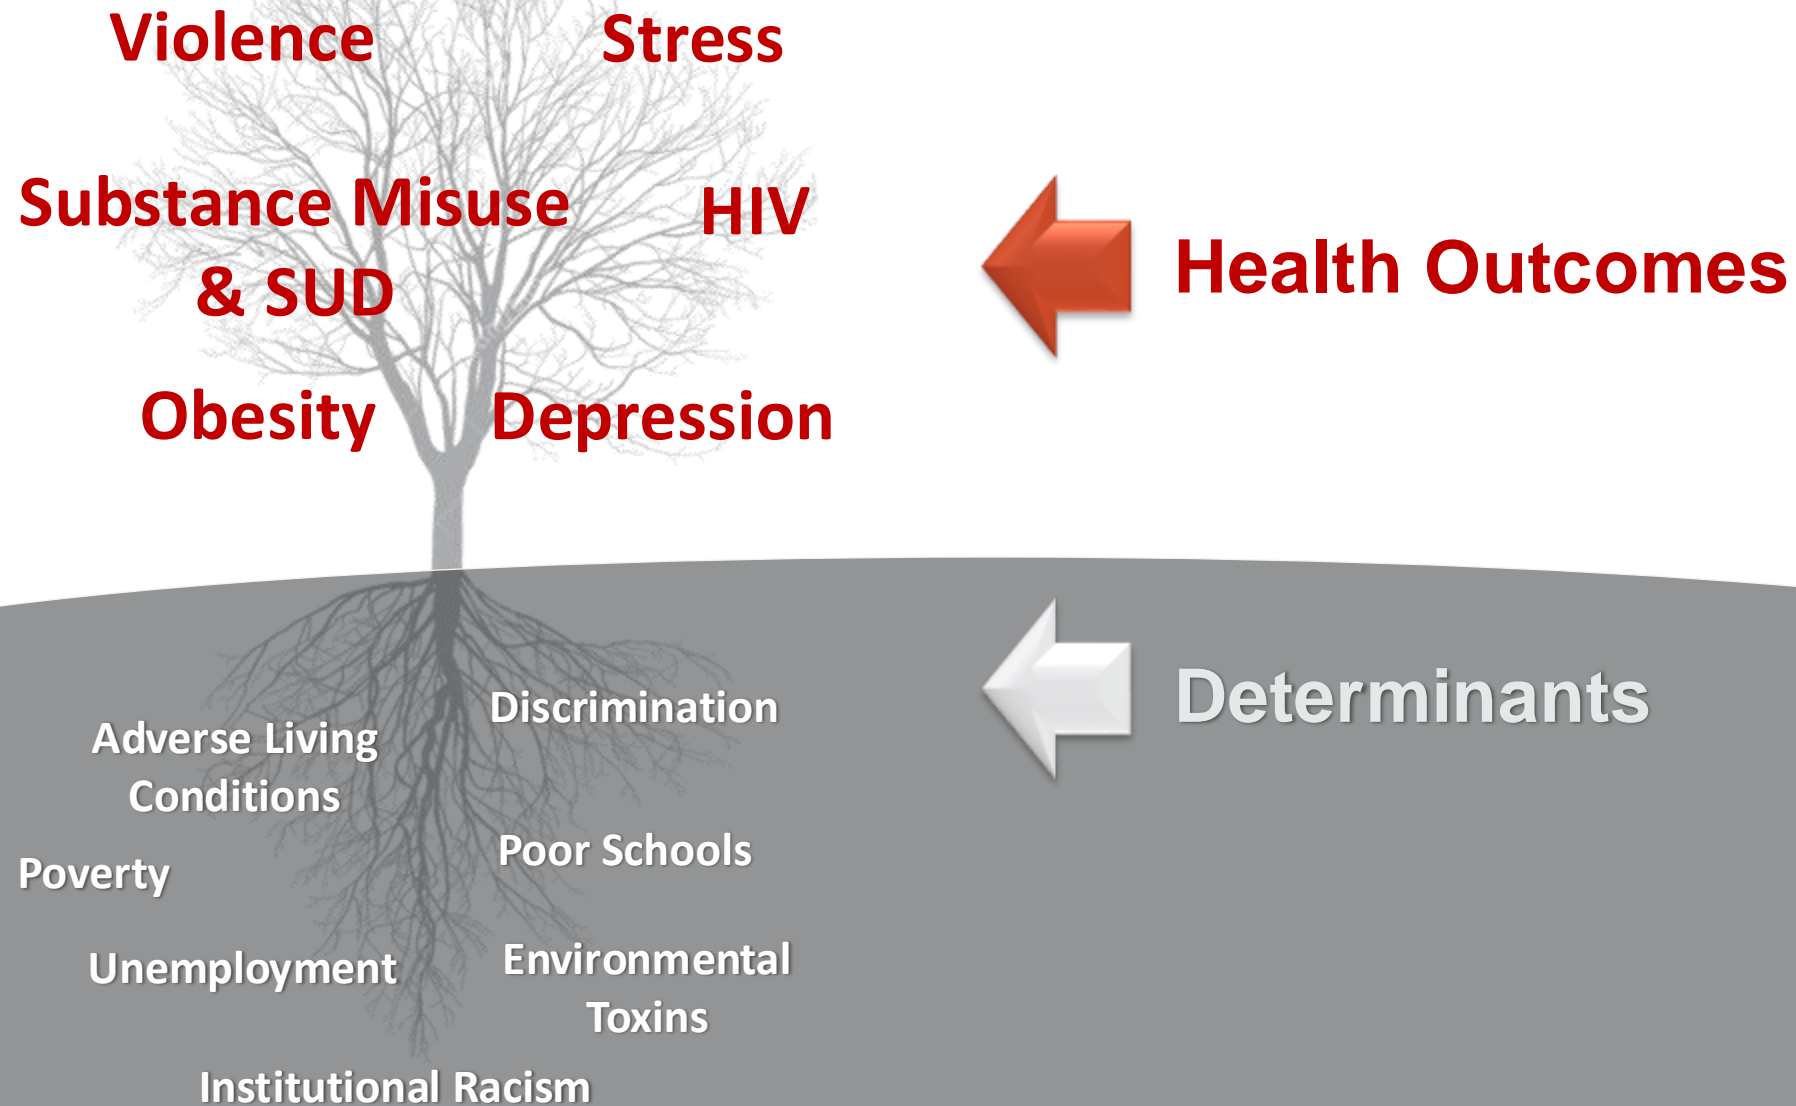 Violence
Stress
Substance Misuse
& SUD
HIV
Health Outcomes
Obesity
Depression
Determinants
Discrimination
Adverse Living
Conditions
Poor Schools
Poverty
Unemployment
Environmental
Toxins
Institutional Racism